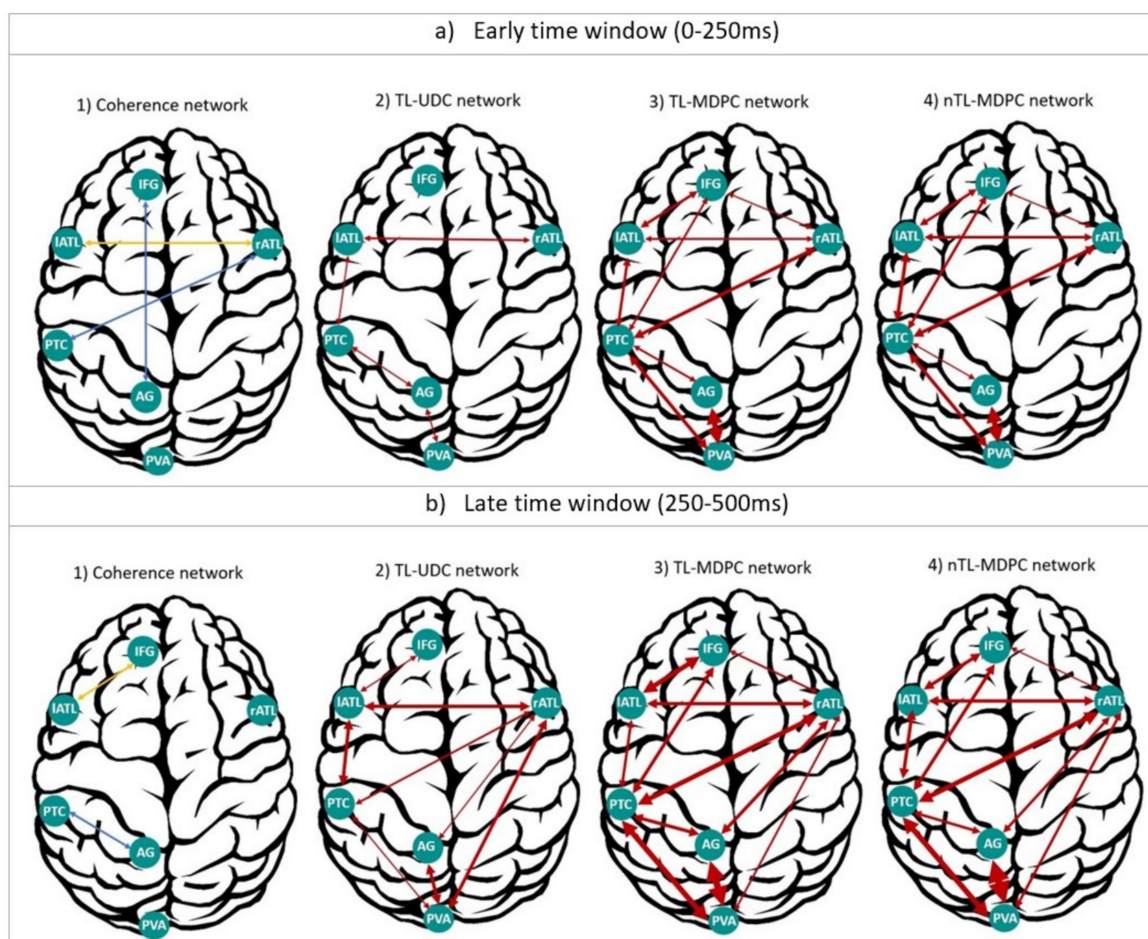 a) Early time window (0-250ms)
1) Coherence network
2) TL-UDC network
3) TL-MDPC network
4) nTL-MDPC network
IFG
lATL
rATL
PTC
AG
PVA
IFG
lATL
rATL
PTC
AG
PVA
IFG
lATL
rATL
PTC
AG
PVA
IFG
lATL
rATL
PTC
AG
PVA
b) Late time window (250-500ms)
1) Coherence network
2) TL-UDC network
3) TL-MDPC network
4) nTL-MDPC network
IFG
lATL
rATL
PTC
AG
PVA
IFG
lATL
rATL
PTC
AG
PVA
IFG
lATL
rATL
PTC
AG
PVA
IFG
lATL
rATL
PTC
AG
PVA